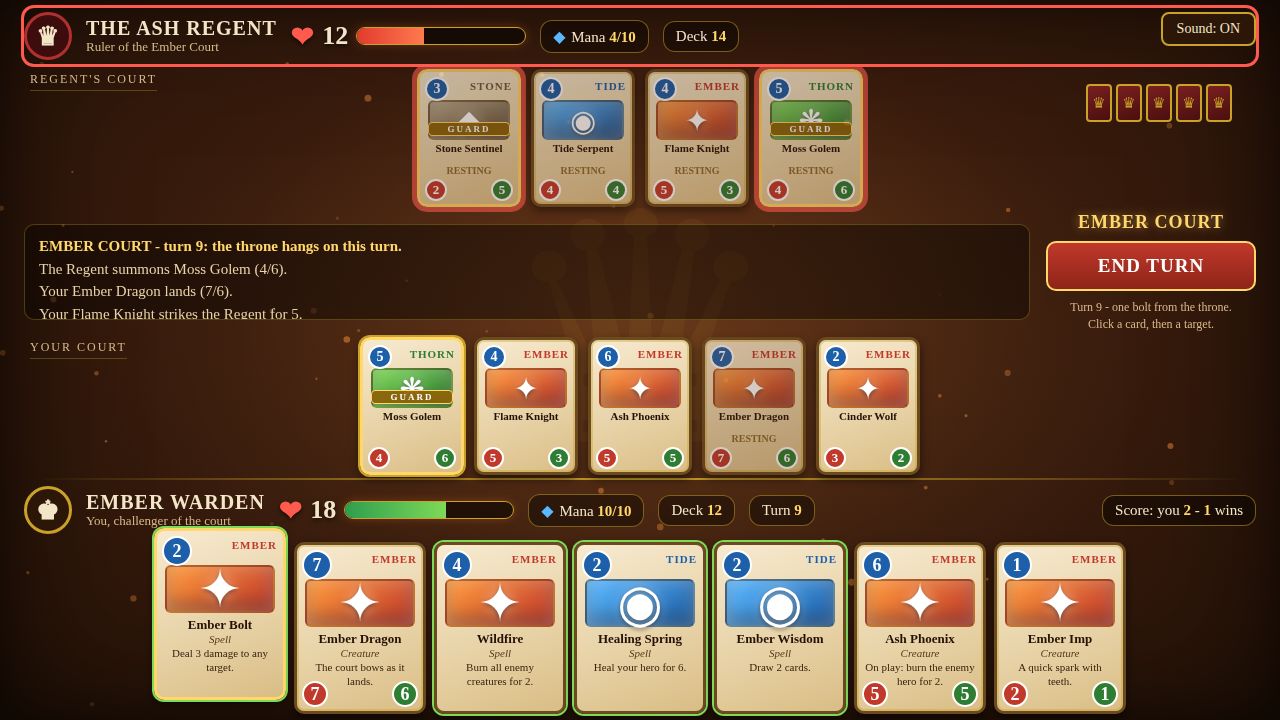 THE ASH REGENT
Ruler of the Ember Court
12
Mana 4/10
Deck 14
Sound: ON
REGENT'S COURT
3 STONE
GUARD
Stone Sentinel
RESTING
2 5
4 TIDE
Tide Serpent
RESTING
4 4
4 EMBER
Flame Knight
RESTING
5 3
5 THORN
GUARD
Moss Golem
RESTING
4 6
EMBER COURT - turn 9: the throne hangs on this turn.
The Regent summons Moss Golem (4/6).
Your Ember Dragon lands (7/6).
Your Flame Knight strikes the Regent for 5.
EMBER COURT
END TURN
Turn 9 - one bolt from the throne.
Click a card, then a target.
YOUR COURT
5 THORN
GUARD
Moss Golem
4 6
4 EMBER
Flame Knight
5 3
6 EMBER
Ash Phoenix
5 5
7 EMBER
Ember Dragon
RESTING
7 6
2 EMBER
Cinder Wolf
3 2
EMBER WARDEN
You, challenger of the court
18
Mana 10/10
Deck 12
Turn 9
Score: you 2 - 1 wins
2 EMBER
Ember Bolt
Spell
Deal 3 damage to any
target.
7 EMBER
Ember Dragon
Creature
The court bows as it
lands.
7 6
4 EMBER
Wildfire
Spell
Burn all enemy
creatures for 2.
2 TIDE
Healing Spring
Spell
Heal your hero for 6.
2 TIDE
Ember Wisdom
Spell
Draw 2 cards.
6 EMBER
Ash Phoenix
Creature
On play: burn the enemy
hero for 2.
5 5
1 EMBER
Ember Imp
Creature
A quick spark with
teeth.
2 1